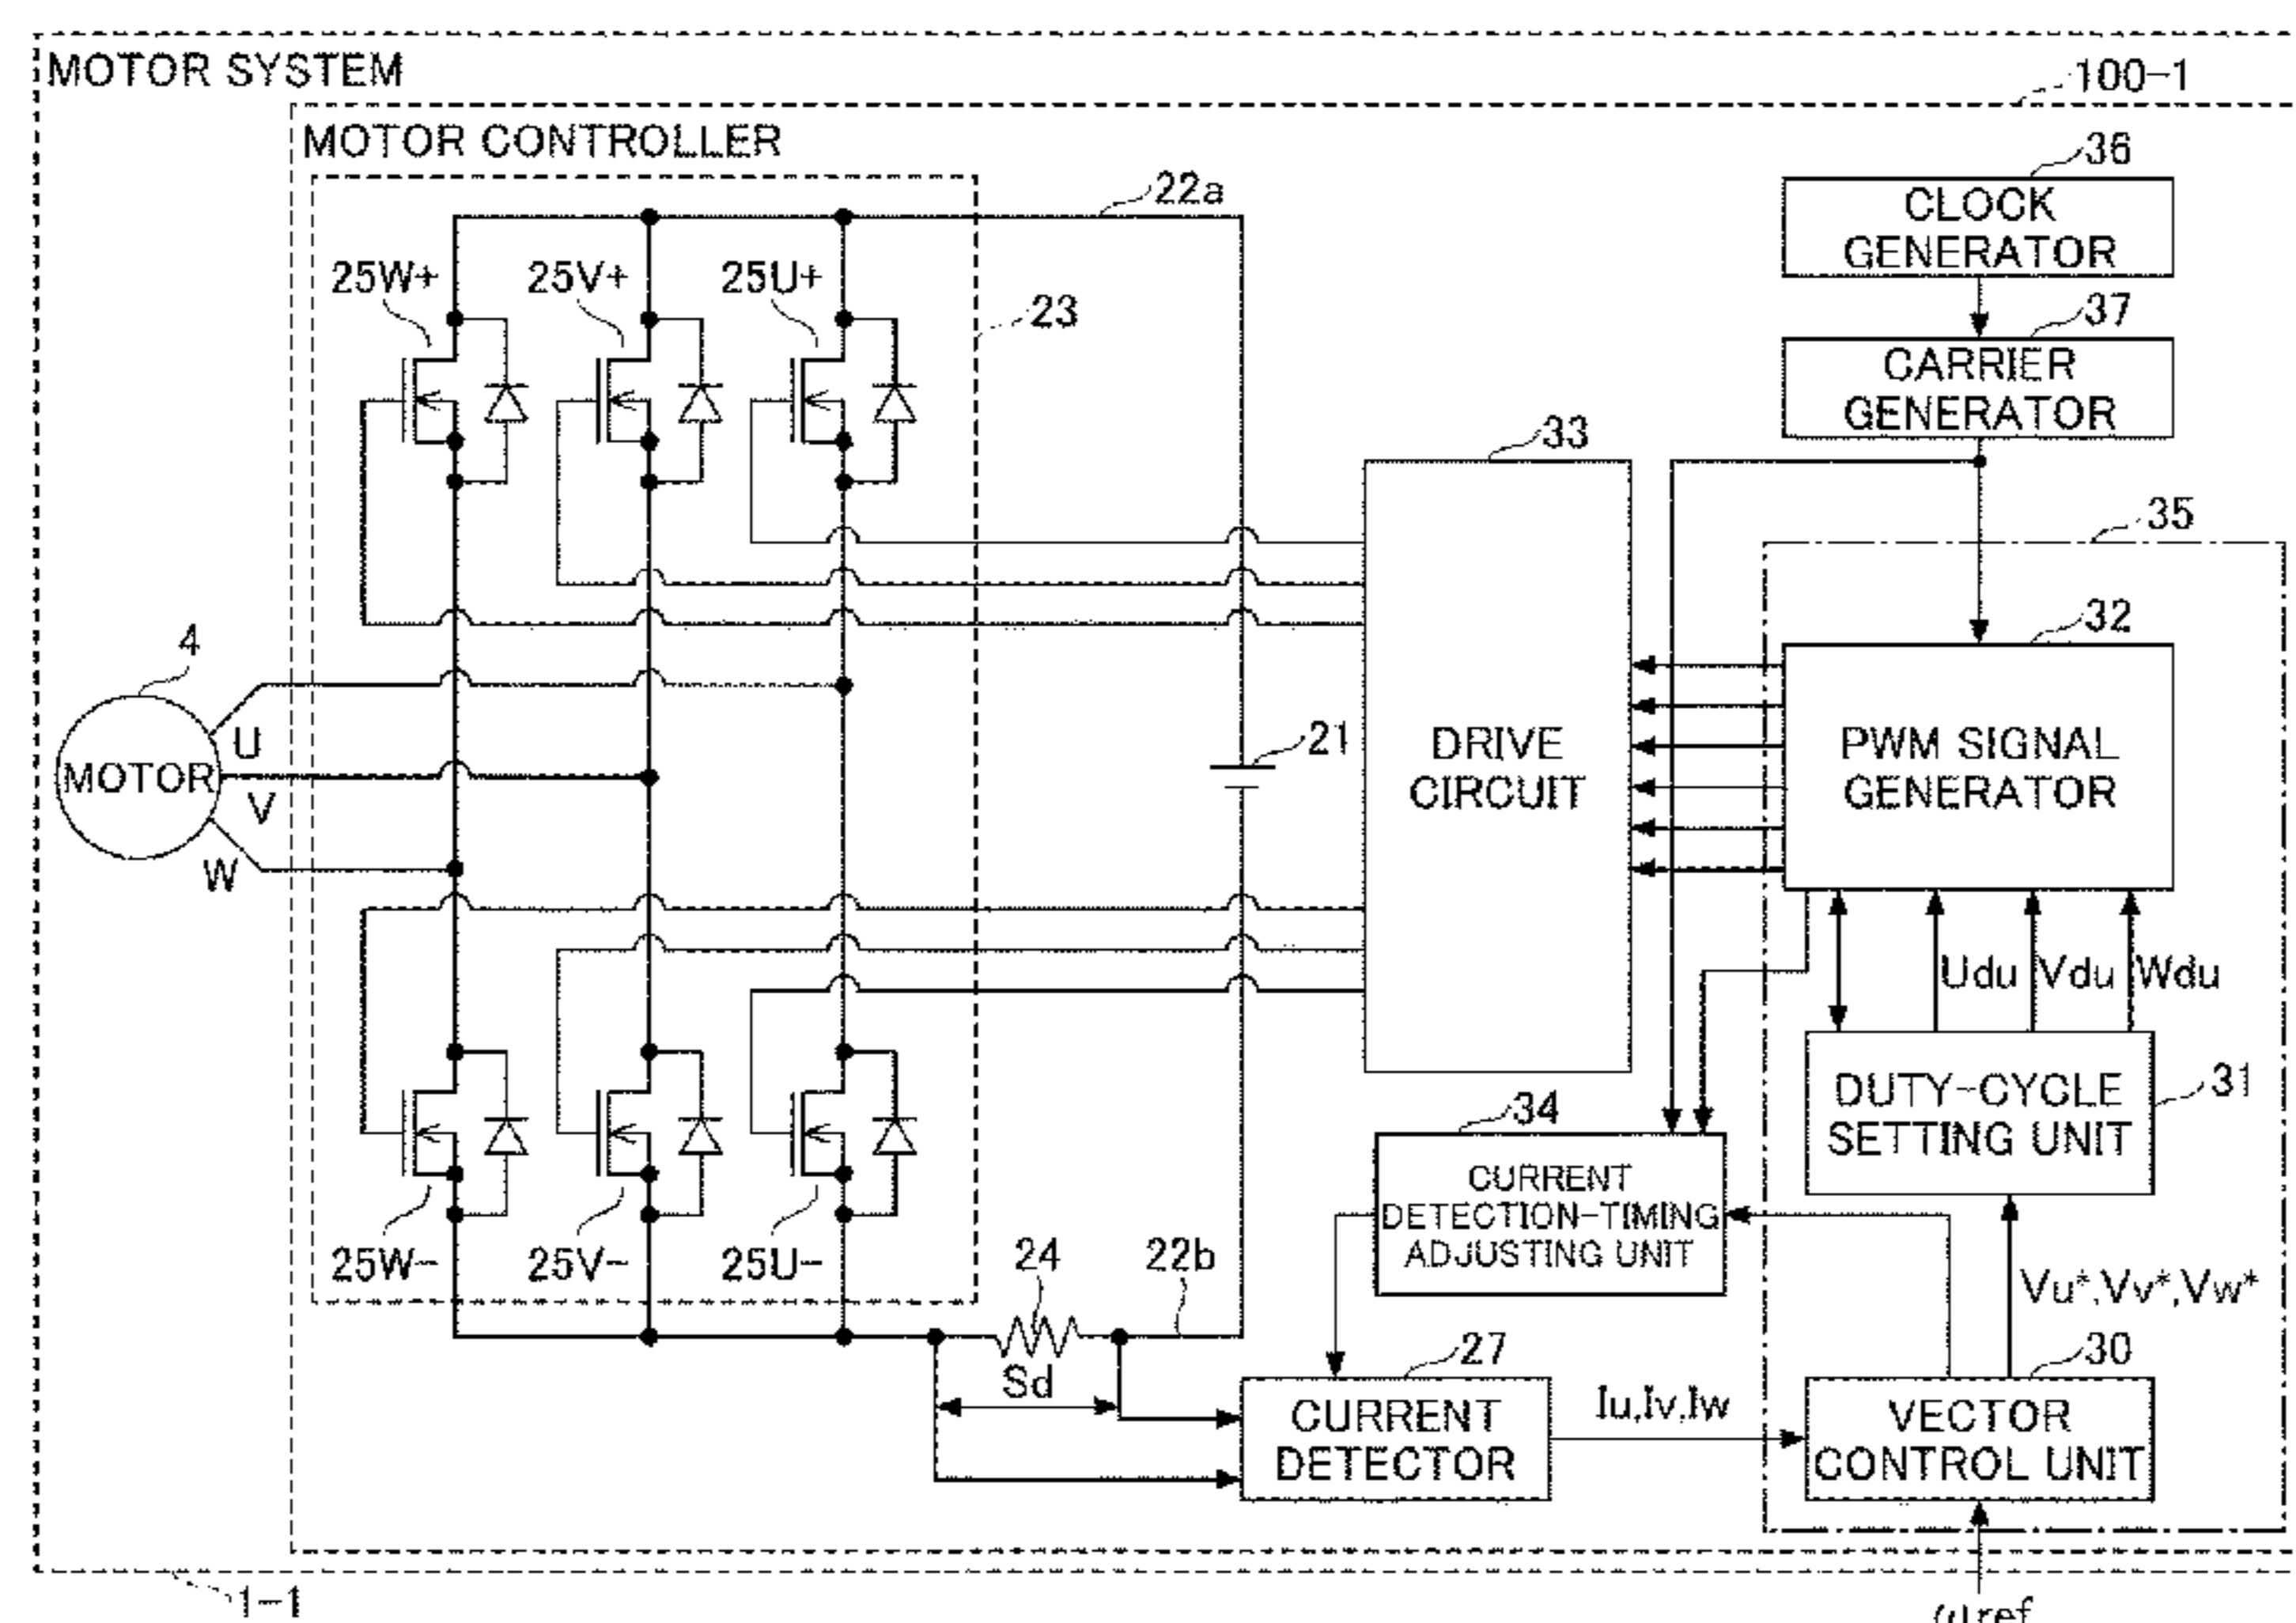 MOTOR SYSTEM
100-1
MOTOR CONTROLLER
36
22a
CLOCK
GENERATOR
25W+
25V+
25U+
23
37
CARRIER
GENERATOR
33
35
32
4
U
MOTOR
V
W
21
DRIVE
CIRCUIT
PWM SIGNAL
GENERATOR
Udu
Vdu
Wdu
DUTY-CYCLE
SETTING UNIT
31
34
CURRENT
DETECTION-TIMING
ADJUSTING UNIT
25W-
25V-
25U-
24
22b
Vu*,Vv*,Vw*
Sd
27
30
CURRENT
DETECTOR
Iu,Iv,Iw
VECTOR
CONTROL UNIT
1-1
ωref